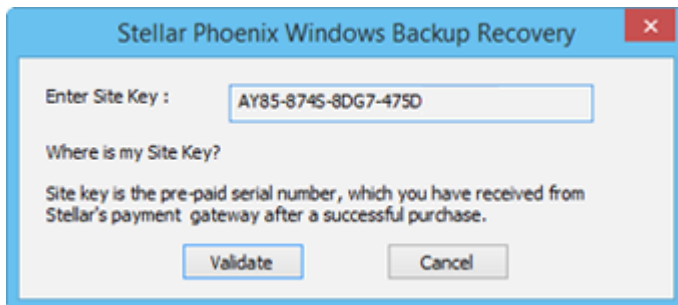 Stellar Phoenix Windows Backup Recovery
Enter Site Key : AY85-874S-8DG7-475D
Where is my Site Key?
Site key is the pre-paid serial number, which you have received from
Stellar's payment gateway after a successful purchase.
Validate Cancel